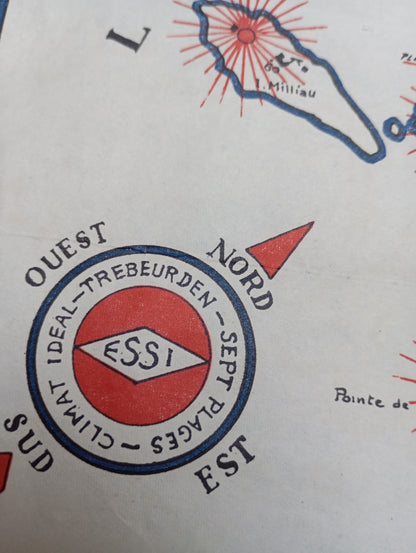 L
I. Milliau
OUEST
NORD
CLIMAT IDEAL – TREBEURDEN – SEPT PLAGES –
ESSI
SUD
EST
Pointe de